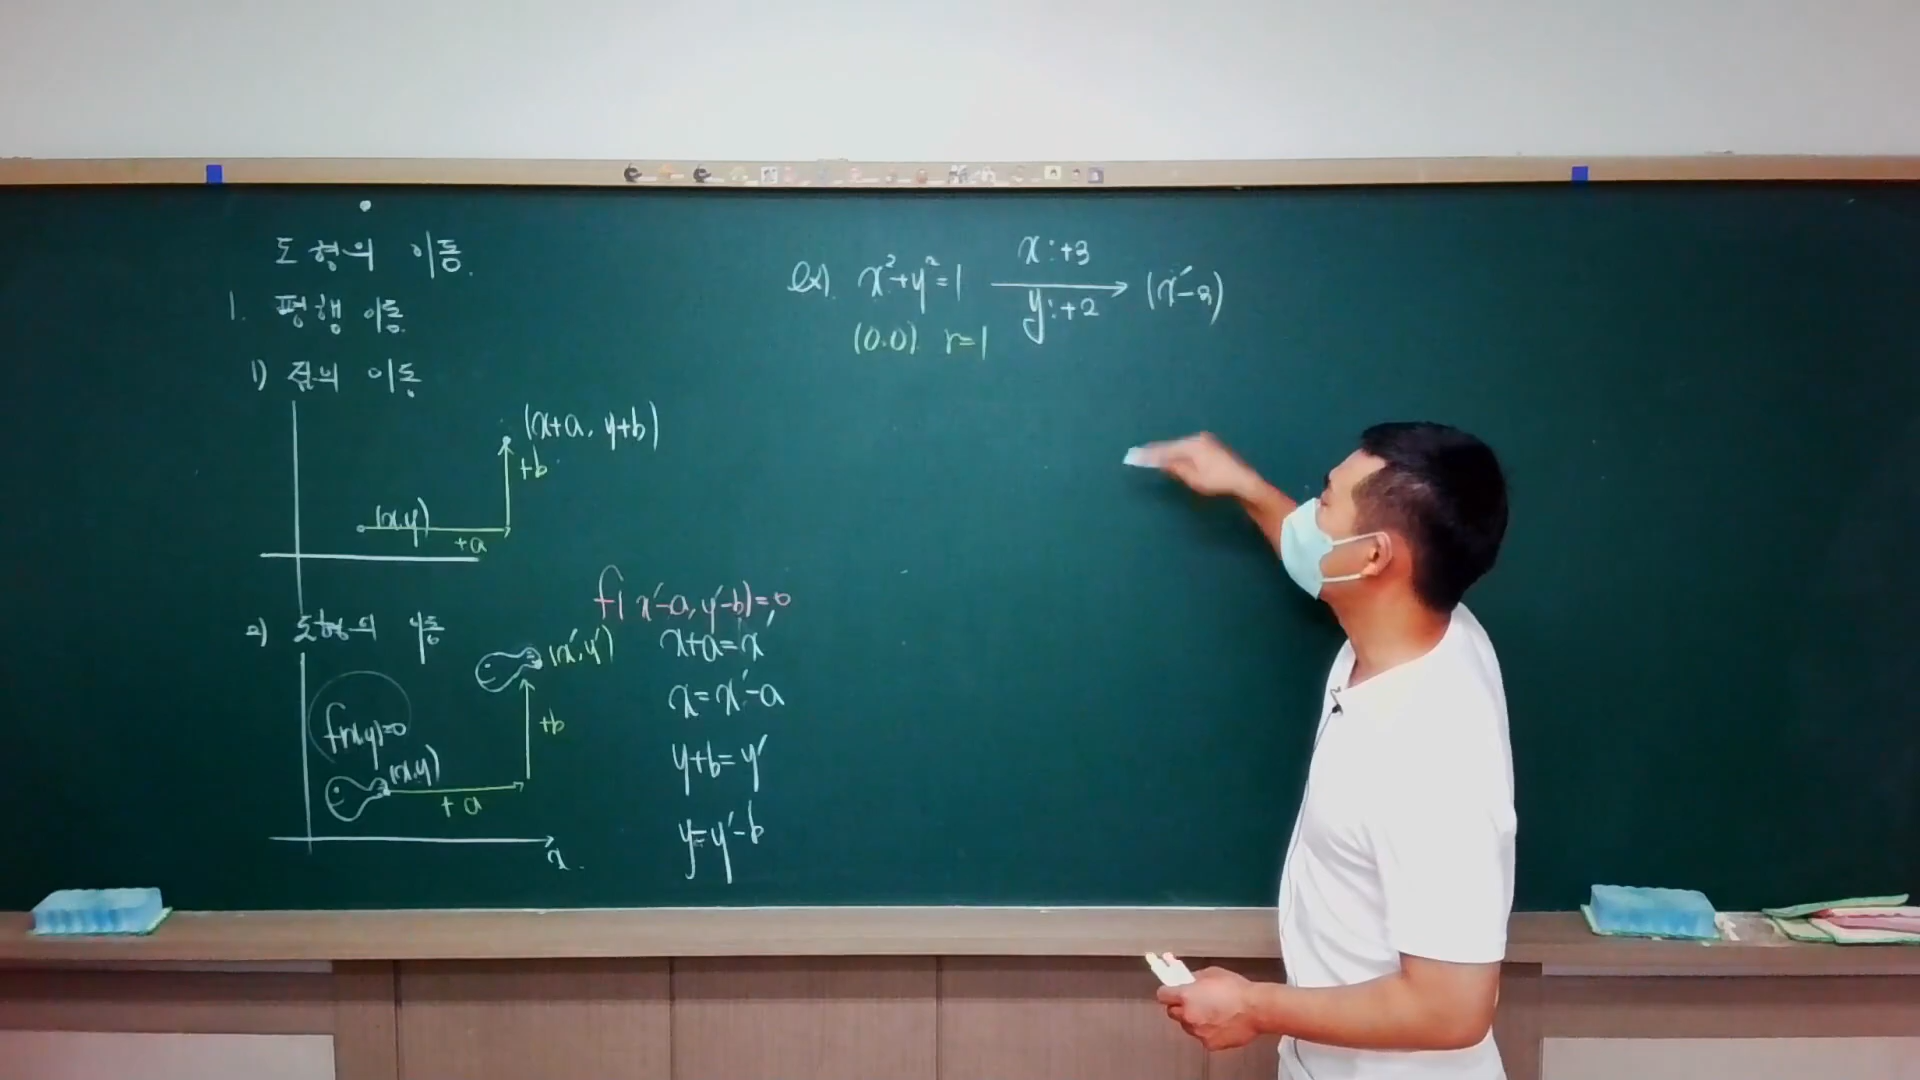 도형의 이동.
1. 평행 이동
1) 점의 이동
(x+a, y+b)
+b
(x,y)
+a
2) 도형의 이동
f(x'-a, y'-b)=0
(x', y')
x+a=x'
x=x'-a
f(x,y)=0
+b
y+b=y'
(x,y)
+a
y=y'-b
x
ex) x²+y²=1
x:+3
y:+2
(x'-3)
(0.0) r=1